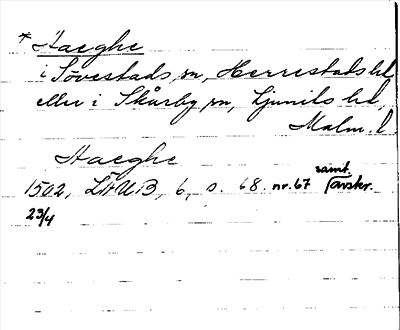 * Haeghe
i Sövestads sn, Herrestads hd
eller i Skårby sn, Ljunits hd,
Malm. l.
Haeghe
1502, LÄUB, 6, s. 68. nr. 67 samt. avskr.
23/4